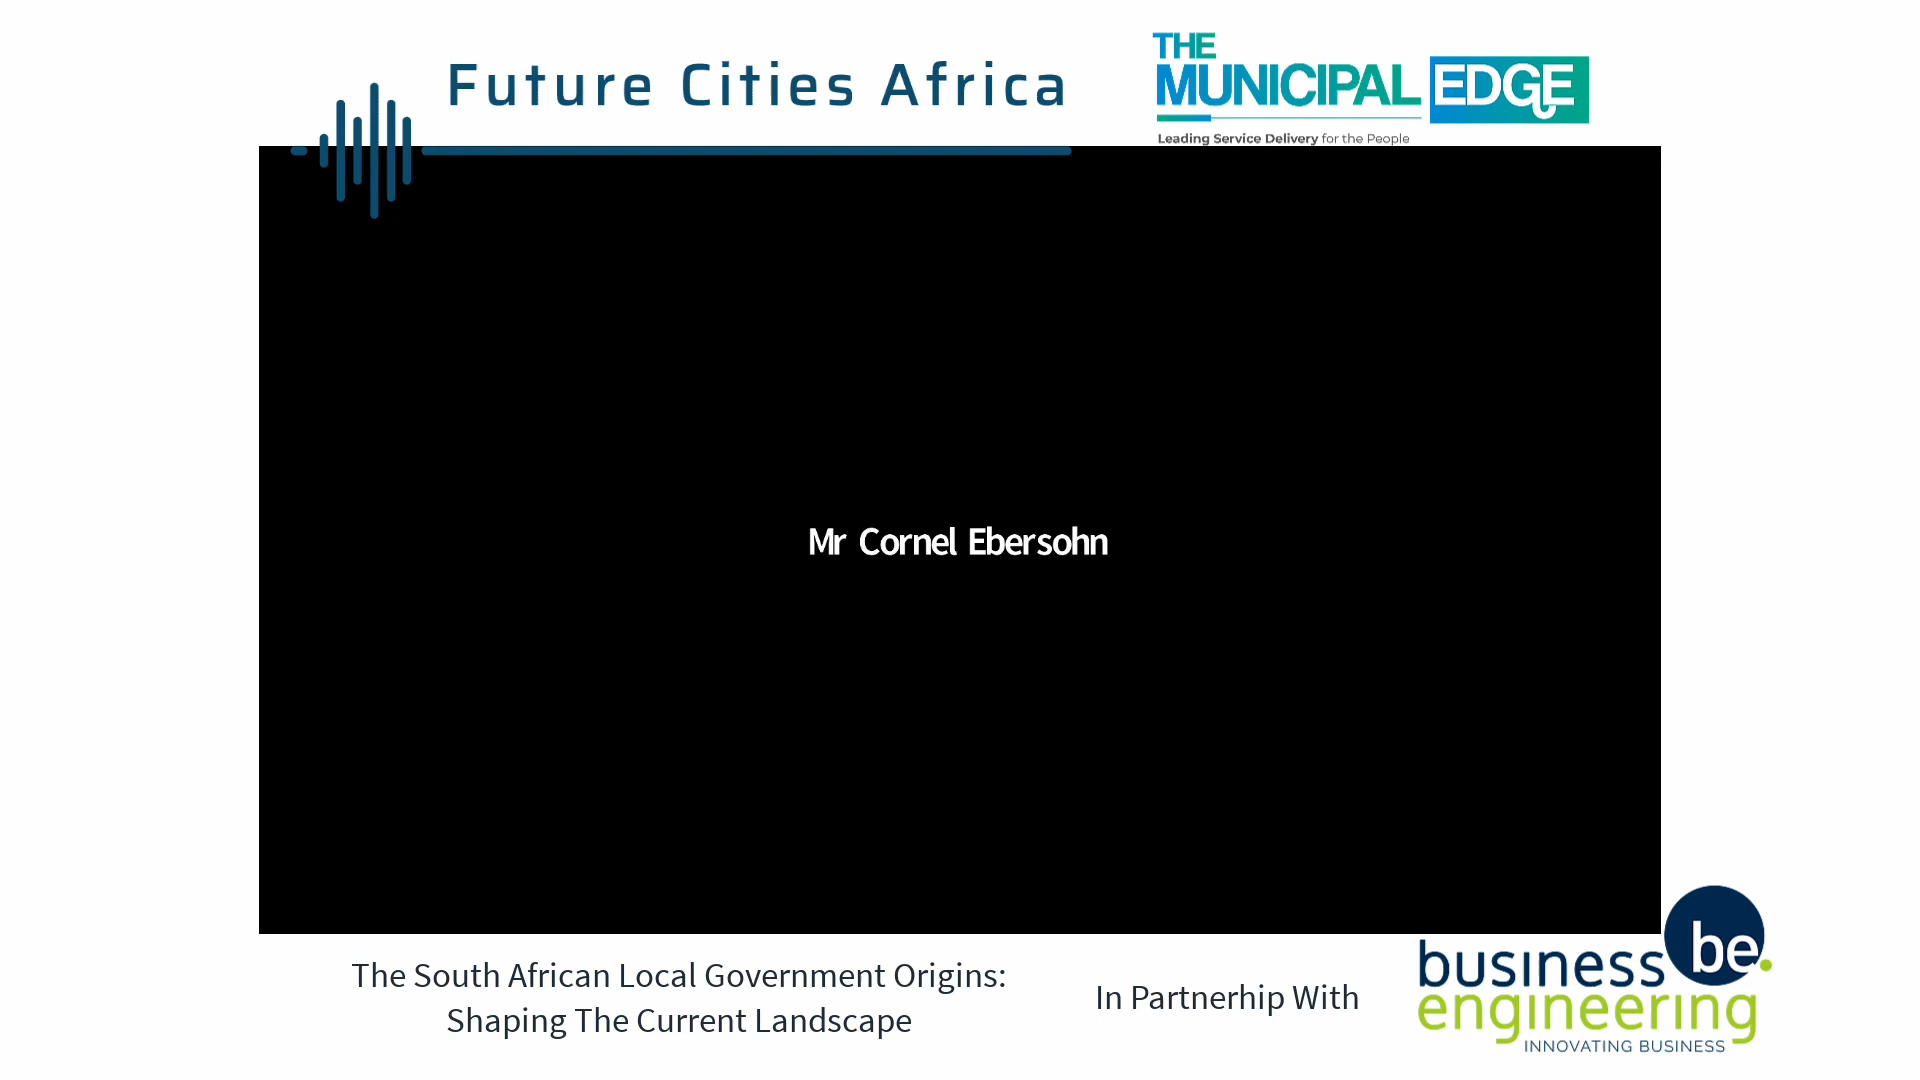 Future Cities Africa
THE
MUNICIPAL EDGE
Leading Service Delivery for the People
Mr Cornel Ebersohn
The South African Local Government Origins:
Shaping The Current Landscape
In Partnerhip With
be.
business
engineering
INNOVATING BUSINESS